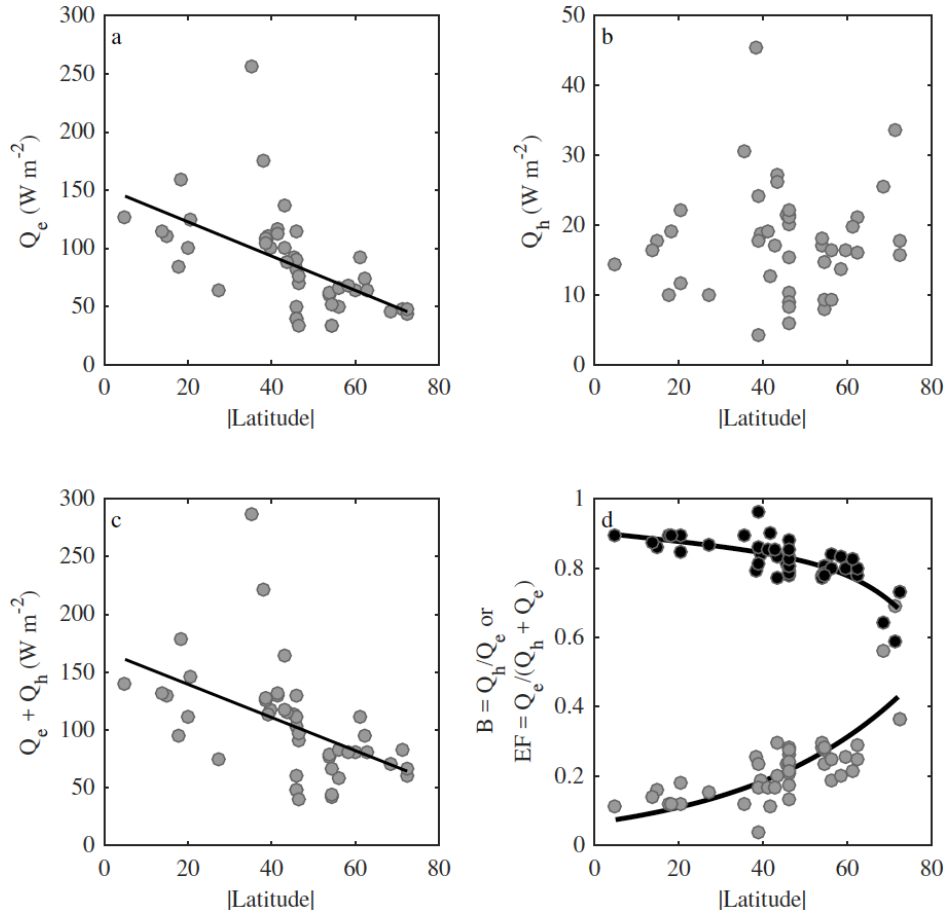 a
300
250
200
150
100
50
0
Q_e (W m^-2)
0 20 40 60 80
|Latitude|
b
50
40
30
20
10
0
Q_h (W m^-2)
0 20 40 60 80
|Latitude|
c
300
250
200
150
100
50
0
Q_e + Q_h (W m^-2)
0 20 40 60 80
|Latitude|
d
1
0.8
0.6
0.4
0.2
0
B = Q_h/Q_e or
EF = Q_e/(Q_h + Q_e)
0 20 40 60 80
|Latitude|